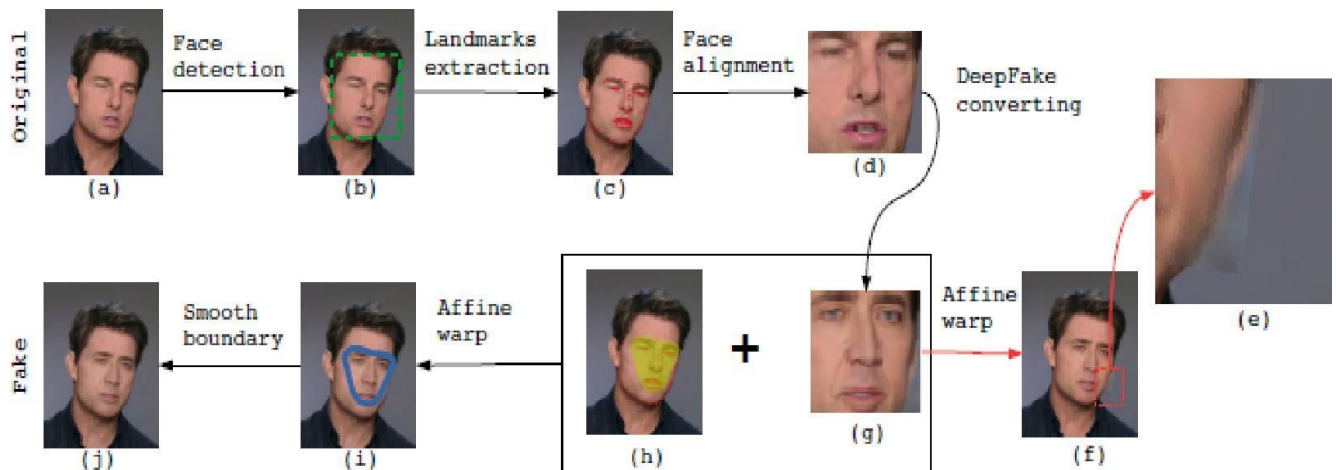 Original
Face
detection
Landmarks
extraction
Face
alignment
DeepFake
converting
(a)
(b)
(c)
(d)
(e)
Fake
Smooth
boundary
Affine
warp
+
Affine
warp
(j)
(i)
(h)
(g)
(f)